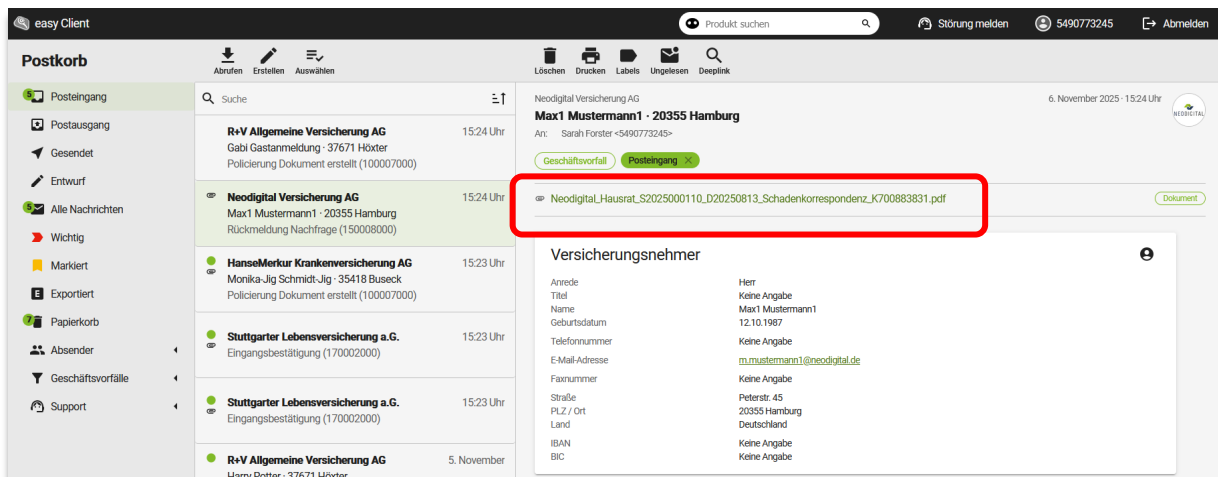 easy Client
Produkt suchen
Störung melden
5490773245
Abmelden
Postkorb
Abrufen Erstellen Auswählen
Löschen Drucken Labels Ungelesen Deeplink
5 Posteingang
Postausgang
Gesendet
Entwurf
5 Alle Nachrichten
Wichtig
Markiert
E Exportiert
7 Papierkorb
Absender
Geschäftsvorfälle
Support
Suche
R+V Allgemeine Versicherung AG 15:24 Uhr
Gabi Gastanmeldung · 37671 Höxter
Policierung Dokument erstellt (100007000)
Neodigital Versicherung AG 15:24 Uhr
Max1 Mustermann1 · 20355 Hamburg
Rückmeldung Nachfrage (150008000)
HanseMerkur Krankenversicherung AG 15:23 Uhr
Monika-Jig Schmidt-Jig · 35418 Buseck
Policierung Dokument erstellt (100007000)
Stuttgarter Lebensversicherung a.G. 15:23 Uhr
Eingangsbestätigung (170002000)
Stuttgarter Lebensversicherung a.G. 15:23 Uhr
Eingangsbestätigung (170002000)
R+V Allgemeine Versicherung AG 5. November
Harry Potter · 37671 Höxter
Neodigital Versicherung AG 6. November 2025 · 15:24 Uhr
Max1 Mustermann1 · 20355 Hamburg
NEODIGITAL
An: Sarah Forster <5490773245>
Geschäftsvorfall Posteingang ×
Neodigital_Hausrat_S2025000110_D20250813_Schadenkorrespondenz_K700883831.pdf Dokument
Versicherungsnehmer
Anrede Herr
Titel Keine Angabe
Name Max1 Mustermann1
Geburtsdatum 12.10.1987
Telefonnummer Keine Angabe
E-Mail-Adresse m.mustermann1@neodigital.de
Faxnummer Keine Angabe
Straße Peterstr. 45
PLZ / Ort 20355 Hamburg
Land Deutschland
IBAN Keine Angabe
BIC Keine Angabe